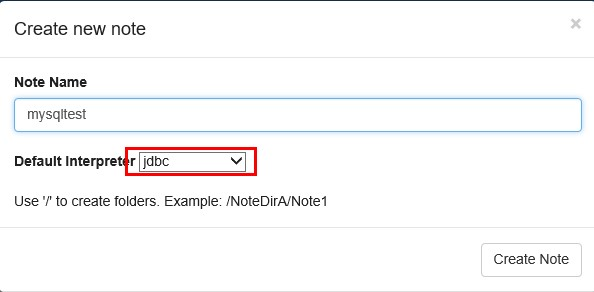 Create new note ×
Note Name
mysqltest
Default Interpreter jdbc
Use '/' to create folders. Example: /NoteDirA/Note1
Create Note